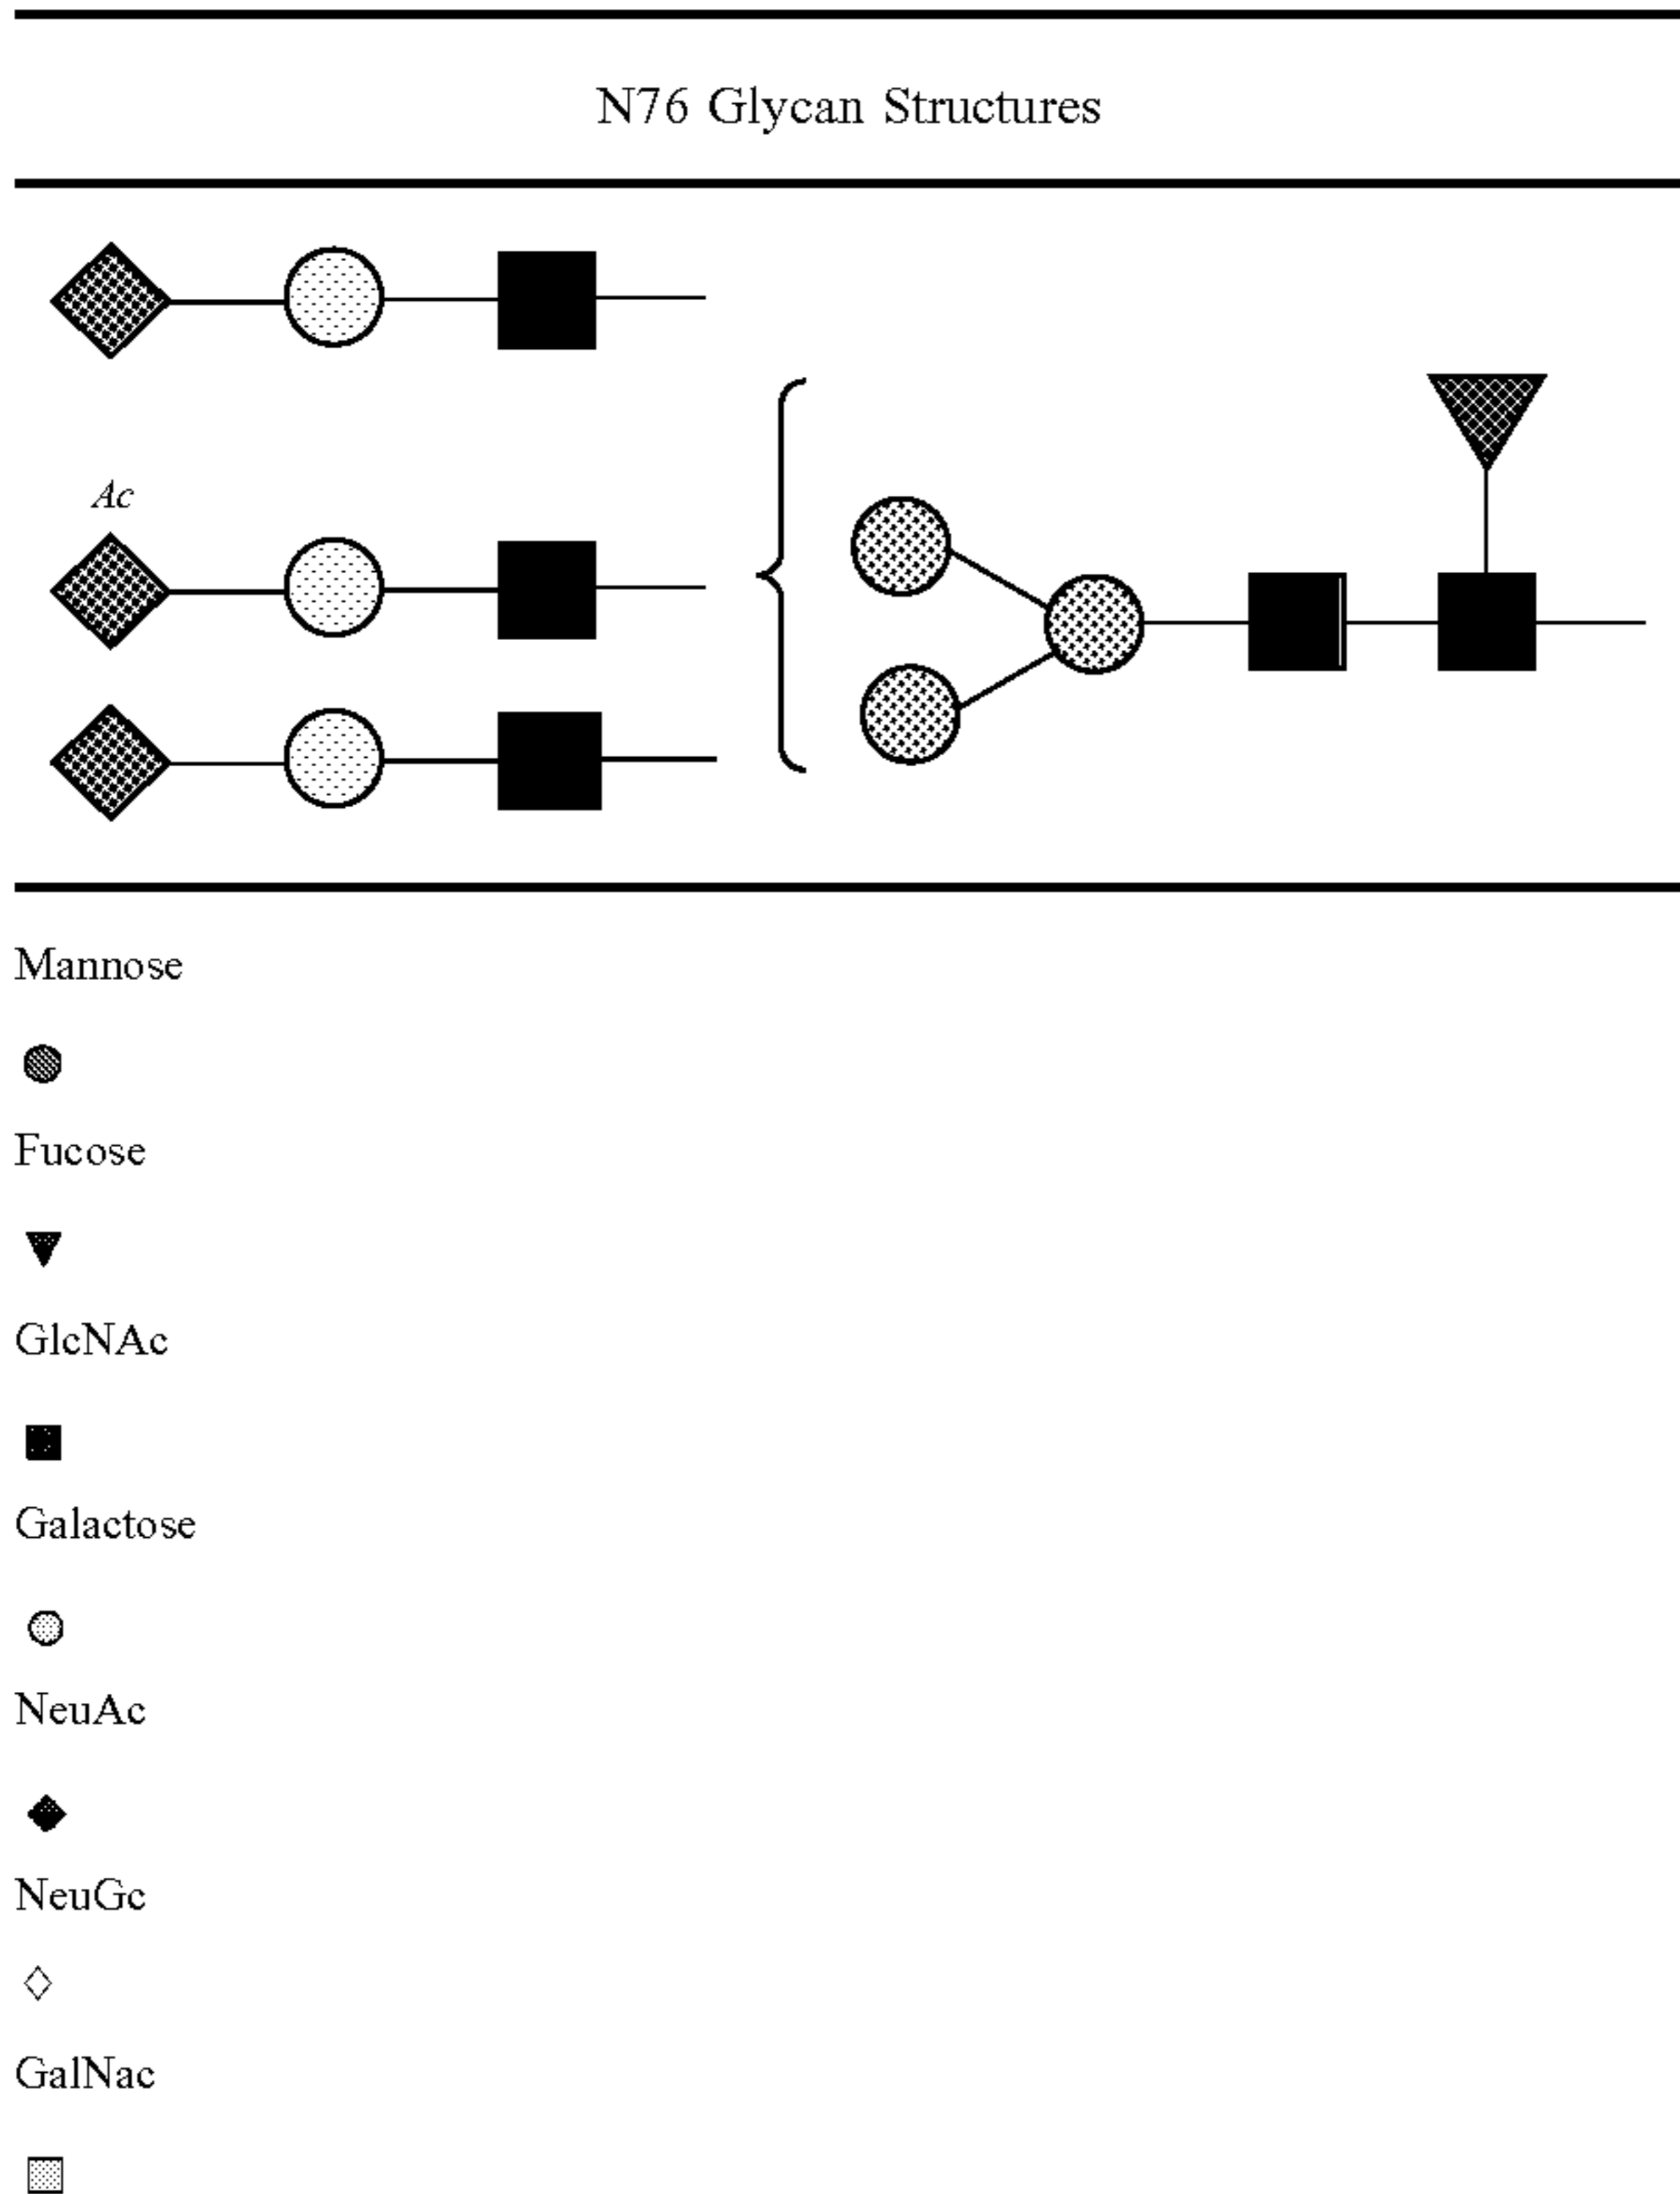 N76 Glycan Structures
Ac
Mannose
Fucose
GlcNAc
Galactose
NeuAc
NeuGc
GalNac